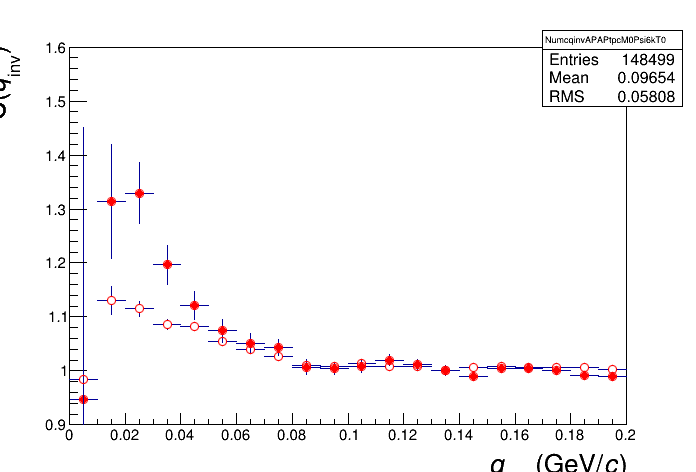 NumcqinvAPAPtpcM0Psi6kT0
Entries 148499
Mean 0.09654
RMS 0.05808
(q_inv)
1.6
1.5
1.4
1.3
1.2
1.1
1
0.9
0 0.02 0.04 0.06 0.08 0.1 0.12 0.14 0.16 0.18 0.2
q (GeV/c)